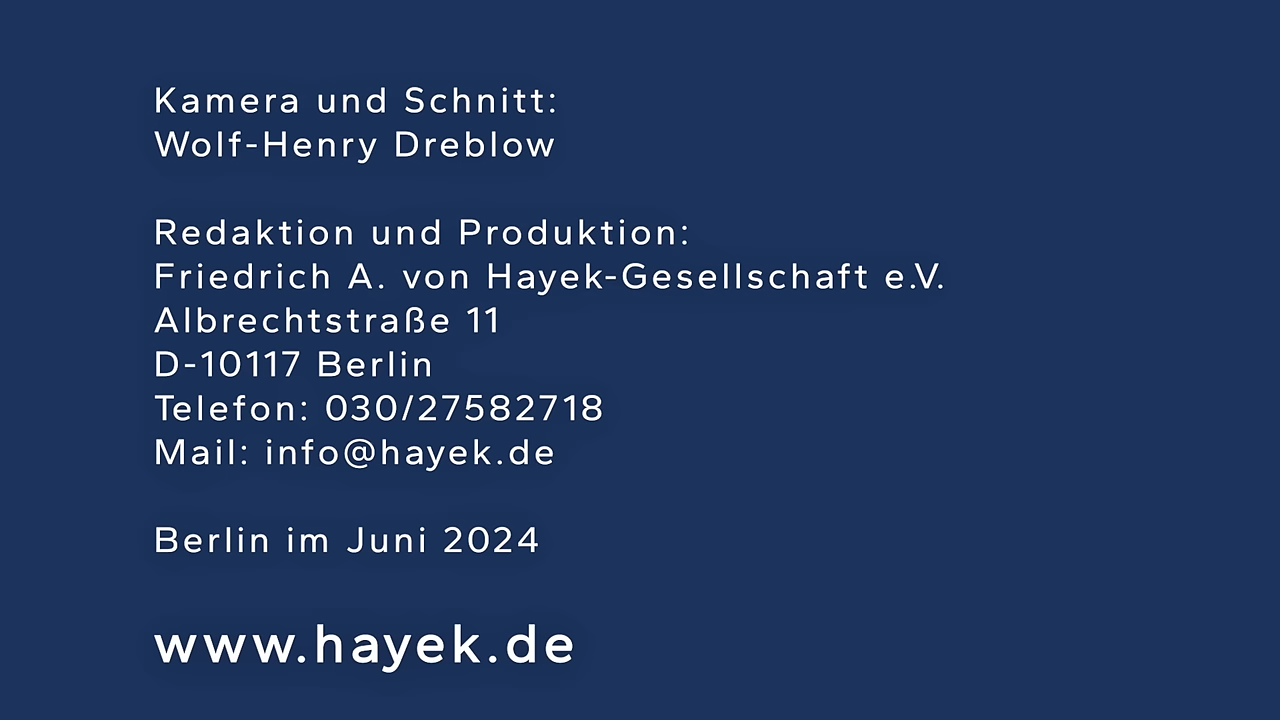 Kamera und Schnitt:
Wolf-Henry Dreblow
Redaktion und Produktion:
Friedrich A. von Hayek-Gesellschaft e.V.
Albrechtstraße 11
D-10117 Berlin
Telefon: 030/27582718
Mail: info@hayek.de
Berlin im Juni 2024
www.hayek.de